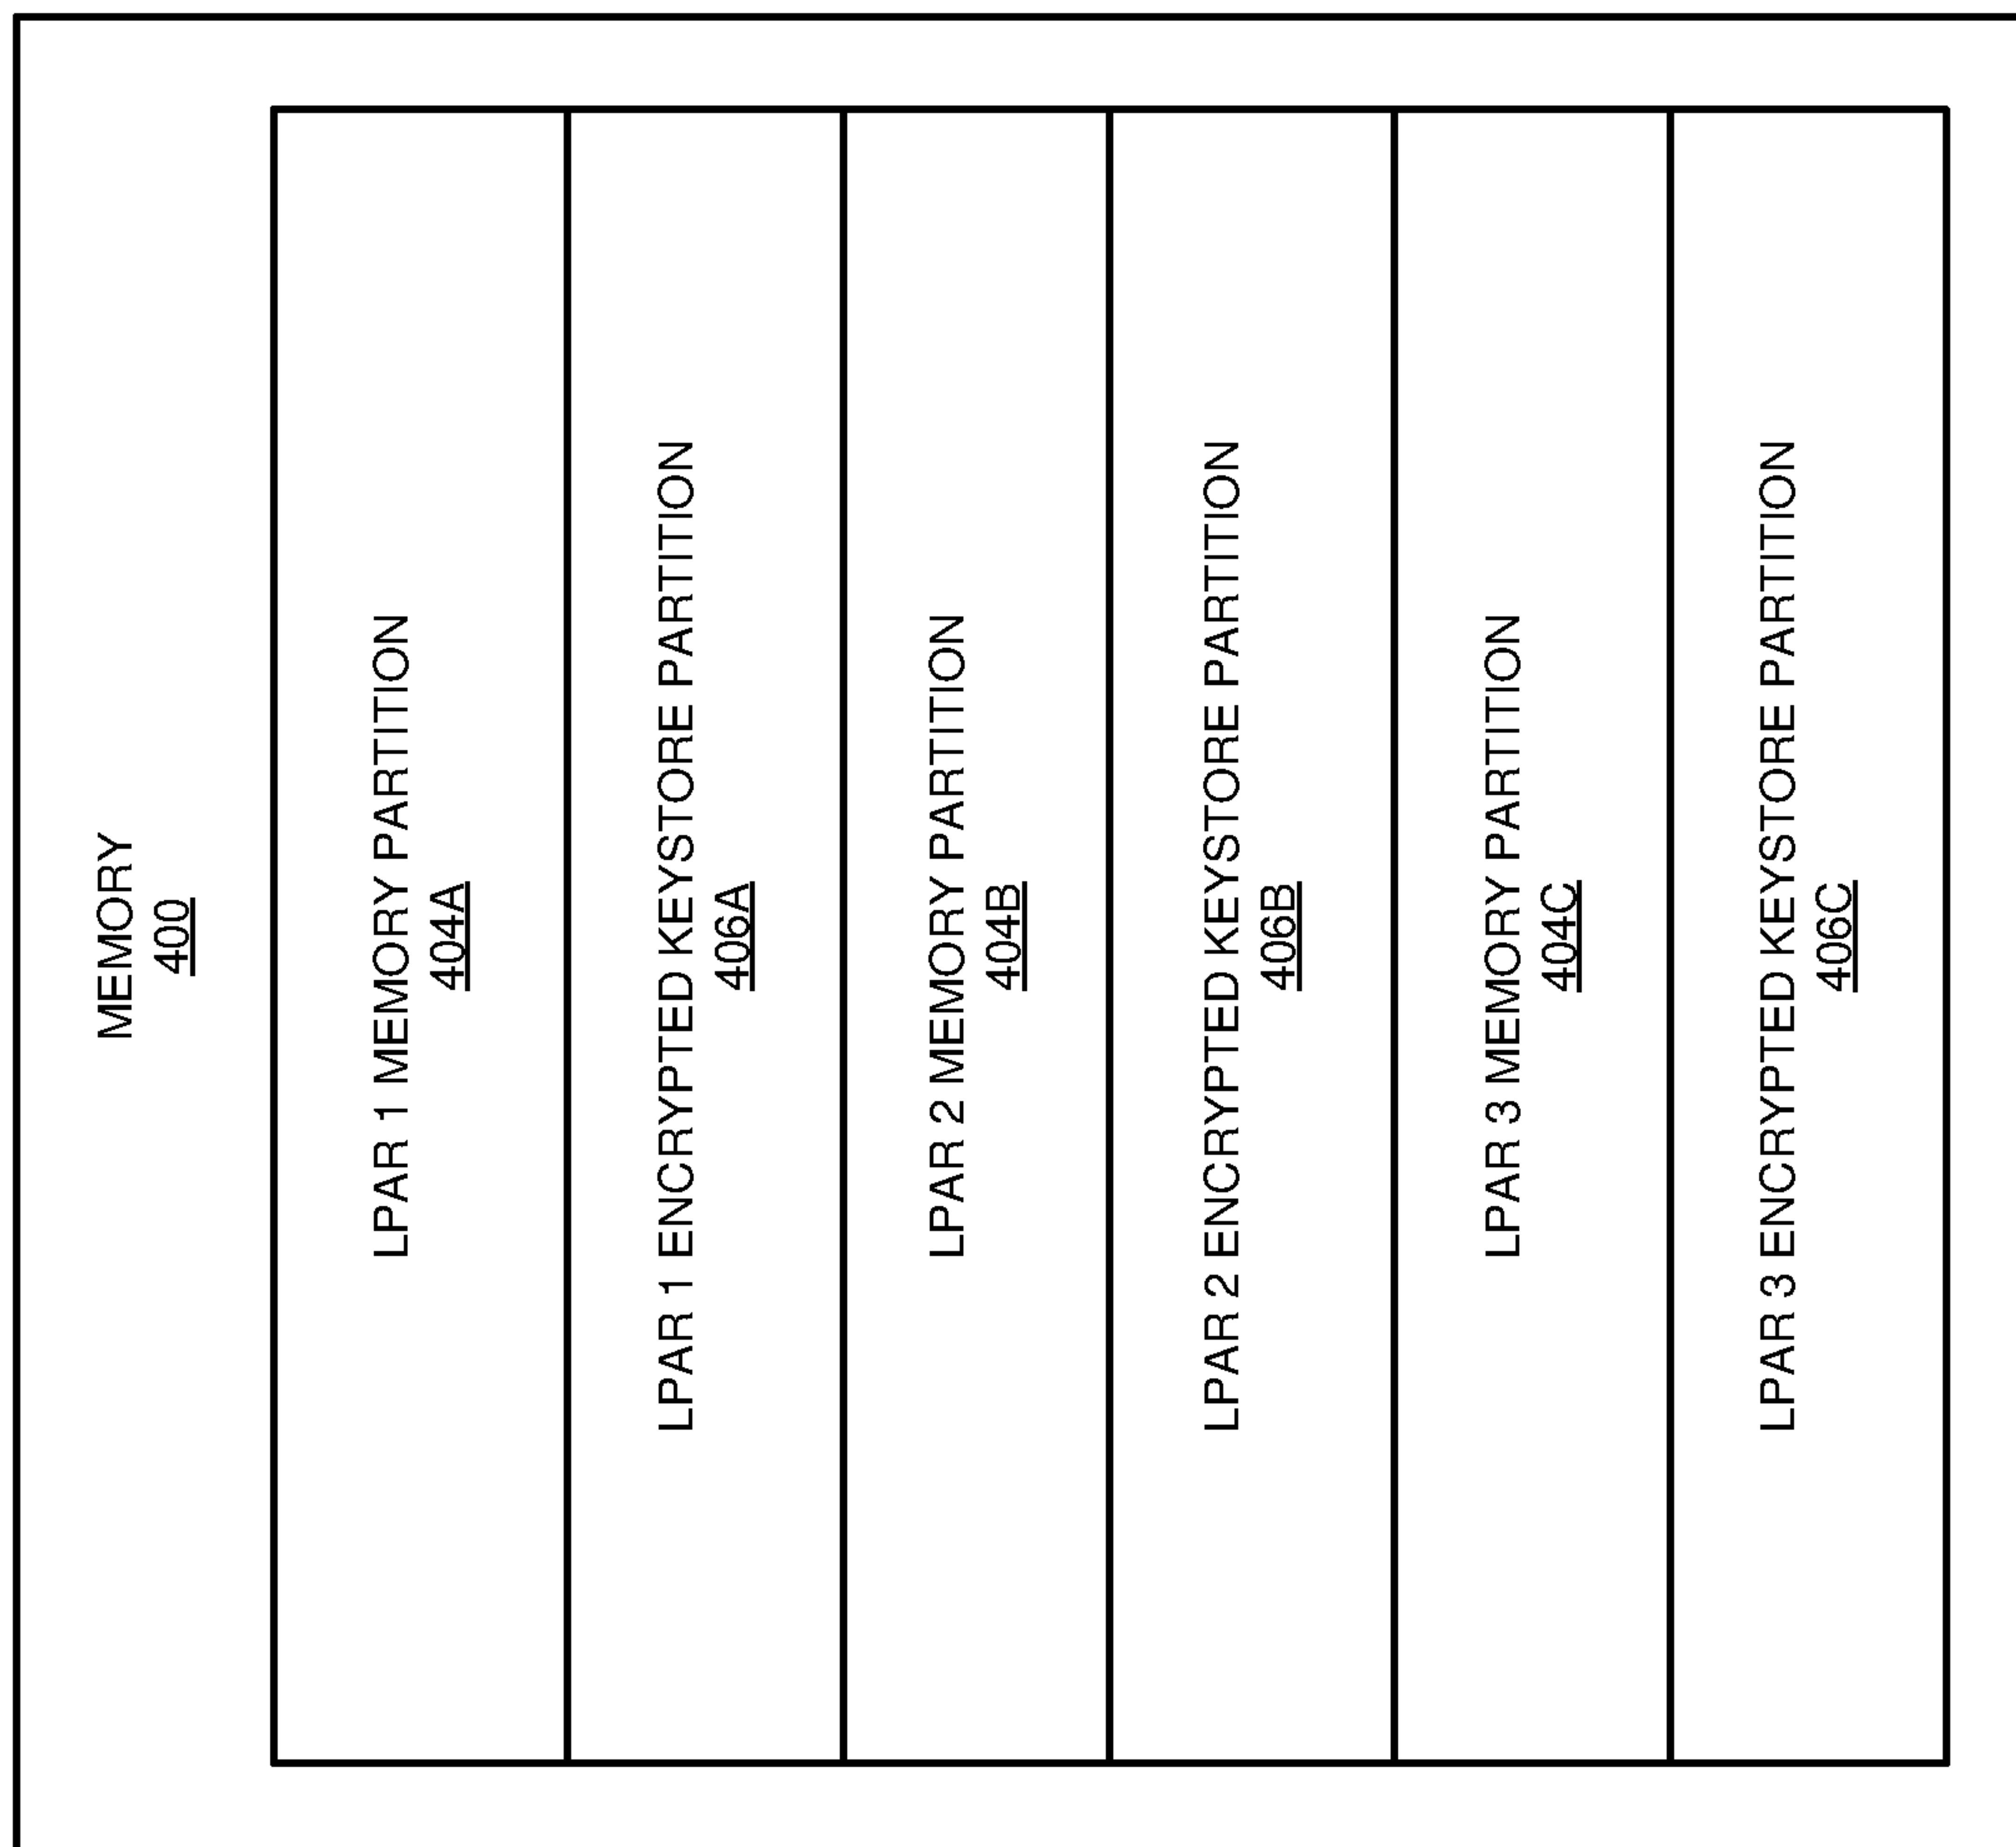 MEMORY
400
LPAR 1 MEMORY PARTITION
404A
LPAR 1 ENCRYPTED KEYSTORE PARTITION
406A
LPAR 2 MEMORY PARTITION
404B
LPAR 2 ENCRYPTED KEYSTORE PARTITION
406B
LPAR 3 MEMORY PARTITION
404C
LPAR 3 ENCRYPTED KEYSTORE PARTITION
406C